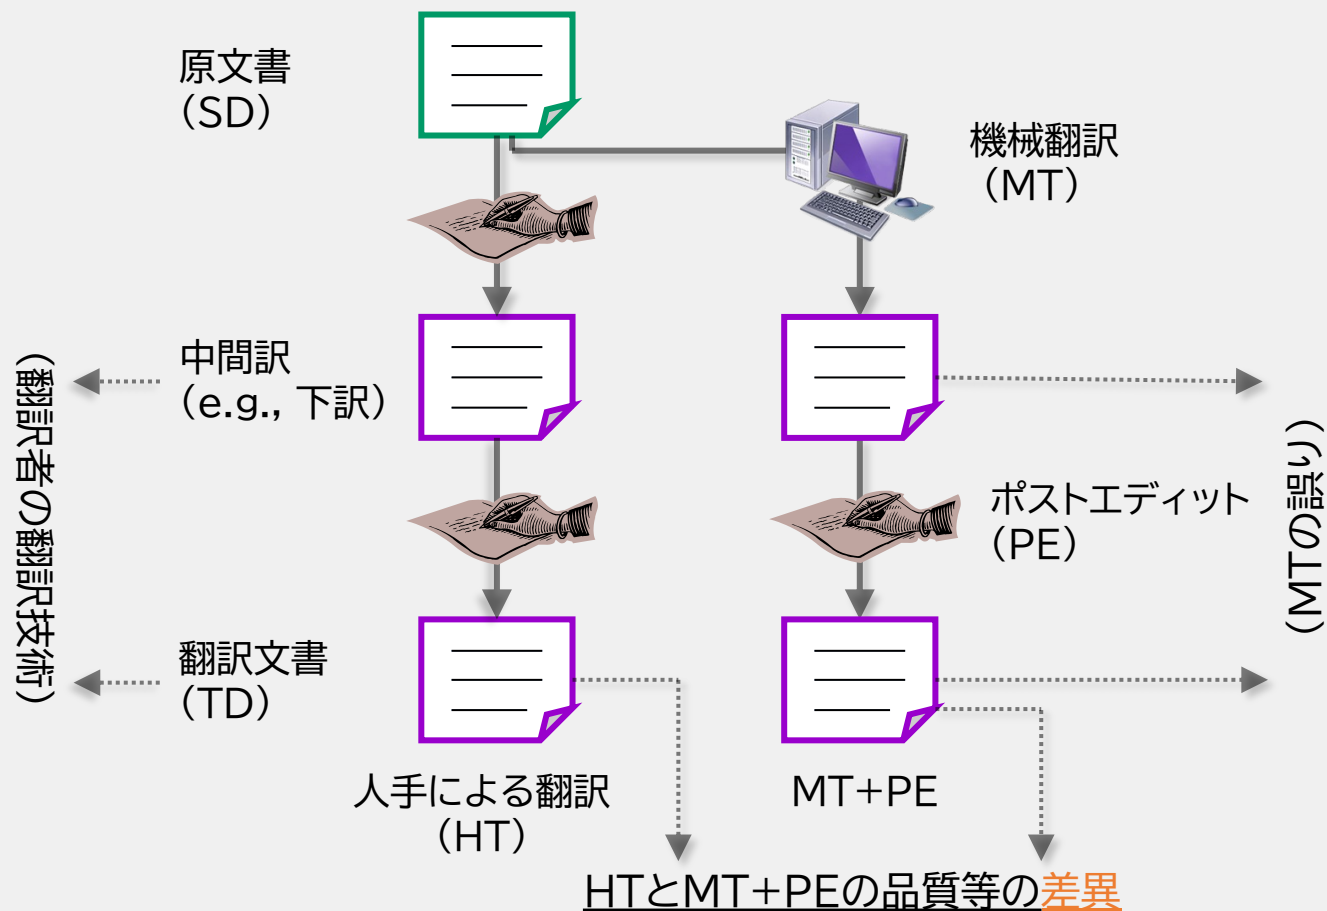 原文書
（SD）
機械翻訳
（MT）
中間訳
（e.g., 下訳）
（翻訳者の翻訳技術）
（MTの誤り）
ポストエディット
（PE）
翻訳文書
（TD）
人手による翻訳
（HT）
MT+PE
HTとMT+PEの品質等の差異